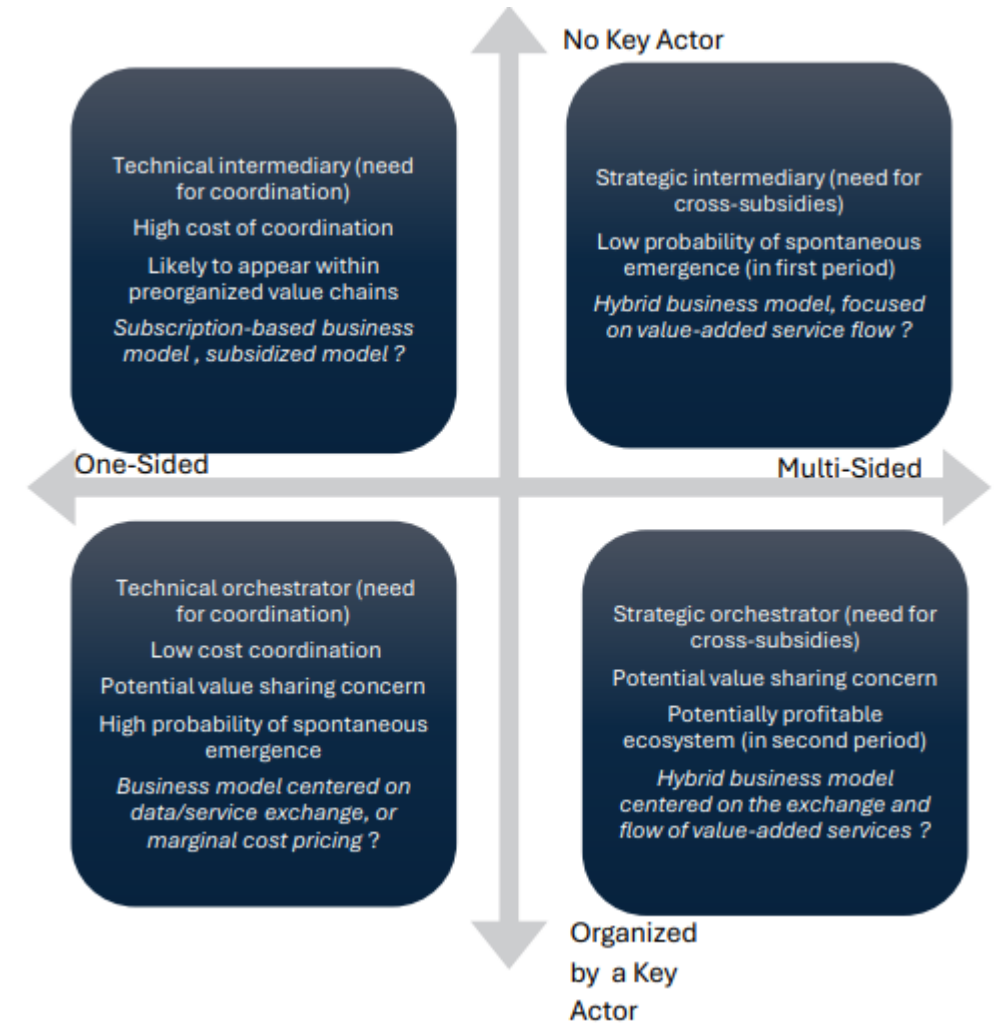 No Key Actor
Technical intermediary (need
for coordination)
High cost of coordination
Likely to appear within
preorganized value chains
Subscription-based business
model , subsidized model ?
Strategic intermediary (need for
cross-subsidies)
Low probability of spontaneous
emergence (in first period)
Hybrid business model, focused
on value-added service flow ?
One-Sided
Multi-Sided
Technical orchestrator (need
for coordination)
Low cost coordination
Potential value sharing concern
High probability of spontaneous
emergence
Business model centered on
data/service exchange, or
marginal cost pricing ?
Strategic orchestrator (need for
cross-subsidies)
Potential value sharing concern
Potentially profitable
ecosystem (in second period)
Hybrid business model
centered on the exchange and
flow of value-added services ?
Organized
by a Key
Actor